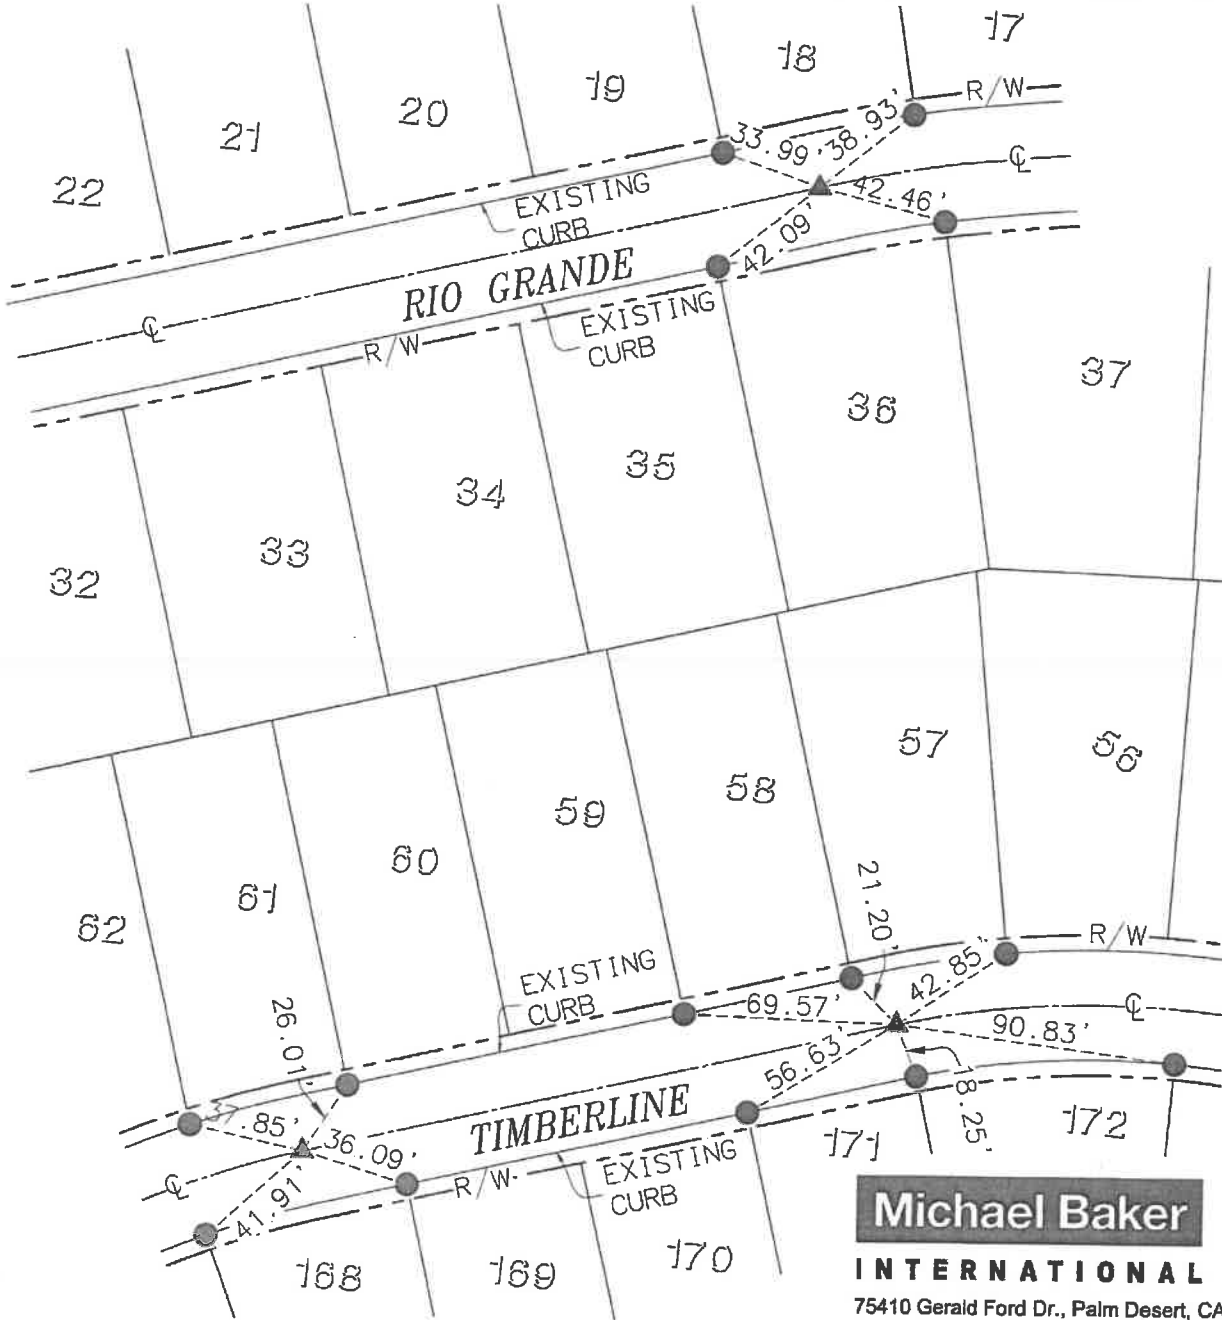 17
18
19
20
21
22
R/W
33.99'
38.93'
℄
42.46'
42.09'
EXISTING
CURB
RIO GRANDE
℄
EXISTING
CURB
R/W
37
36
35
34
33
32
57
56
58
59
60
61
62
21.20'
R/W
42.85'
EXISTING
CURB
69.57'
℄
90.83'
26.01'
56.63'
18.25'
37.85'
36.09'
TIMBERLINE
172
171
EXISTING
CURB
R/W
℄
41.91'
170
169
168
Michael Baker
INTERNATIONAL
75410 Gerald Ford Dr., Palm Desert, CA